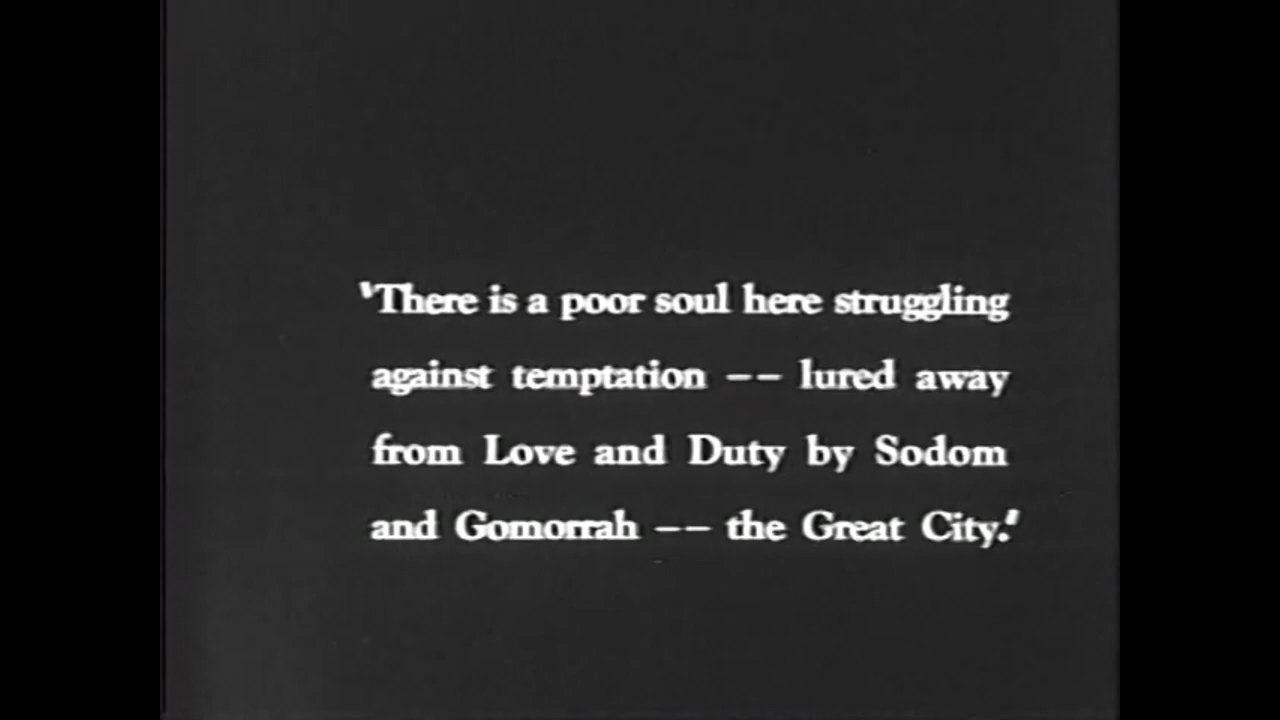 'There is a poor soul here struggling
against temptation -- lured away
from Love and Duty by Sodom
and Gomorrah -- the Great City.'